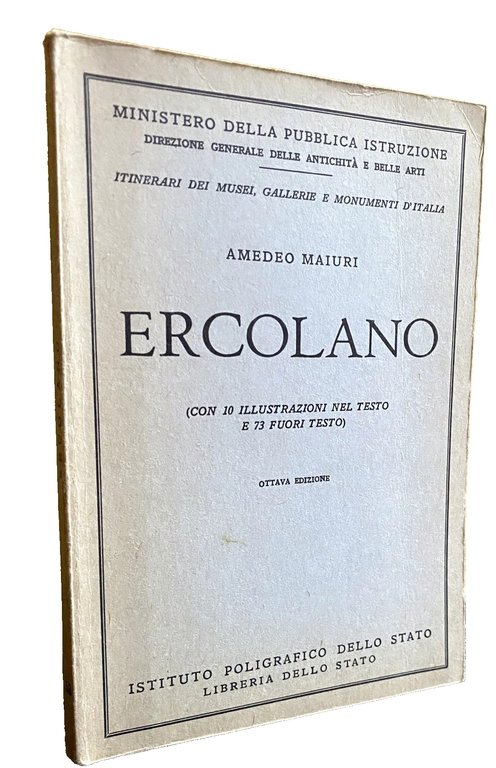 MINISTERO DELLA PUBBLICA ISTRUZIONE
DIREZIONE GENERALE DELLE ANTICHITÀ E BELLE ARTI
ITINERARI DEI MUSEI, GALLERIE E MONUMENTI D'ITALIA
AMEDEO MAIURI
ERCOLANO
(CON 10 ILLUSTRAZIONI NEL TESTO
E 73 FUORI TESTO)
OTTAVA EDIZIONE
ISTITUTO POLIGRAFICO DELLO STATO
LIBRERIA DELLO STATO